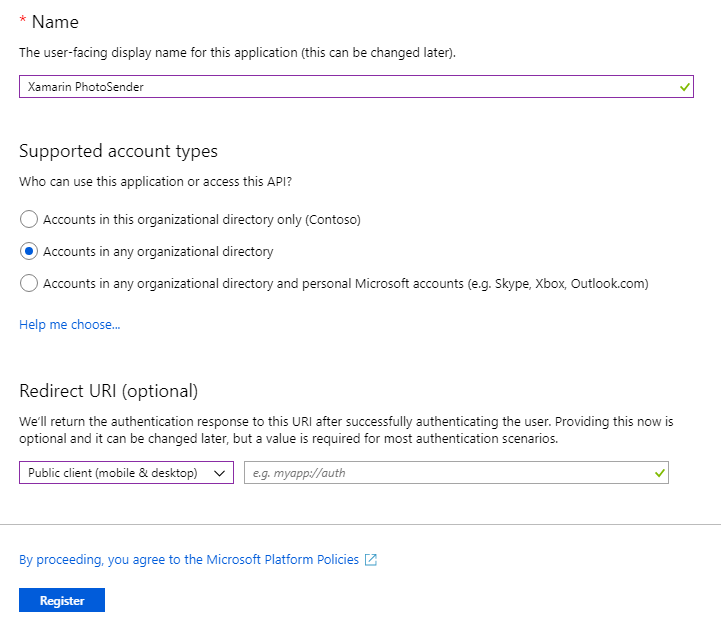 * Name
The user-facing display name for this application (this can be changed later).
Xamarin PhotoSender
Supported account types
Who can use this application or access this API?
Accounts in this organizational directory only (Contoso)
Accounts in any organizational directory
Accounts in any organizational directory and personal Microsoft accounts (e.g. Skype, Xbox, Outlook.com)
Help me choose...
Redirect URI (optional)
We'll return the authentication response to this URI after successfully authenticating the user. Providing this now is
optional and it can be changed later, but a value is required for most authentication scenarios.
Public client (mobile & desktop) e.g. myapp://auth
By proceeding, you agree to the Microsoft Platform Policies
Register